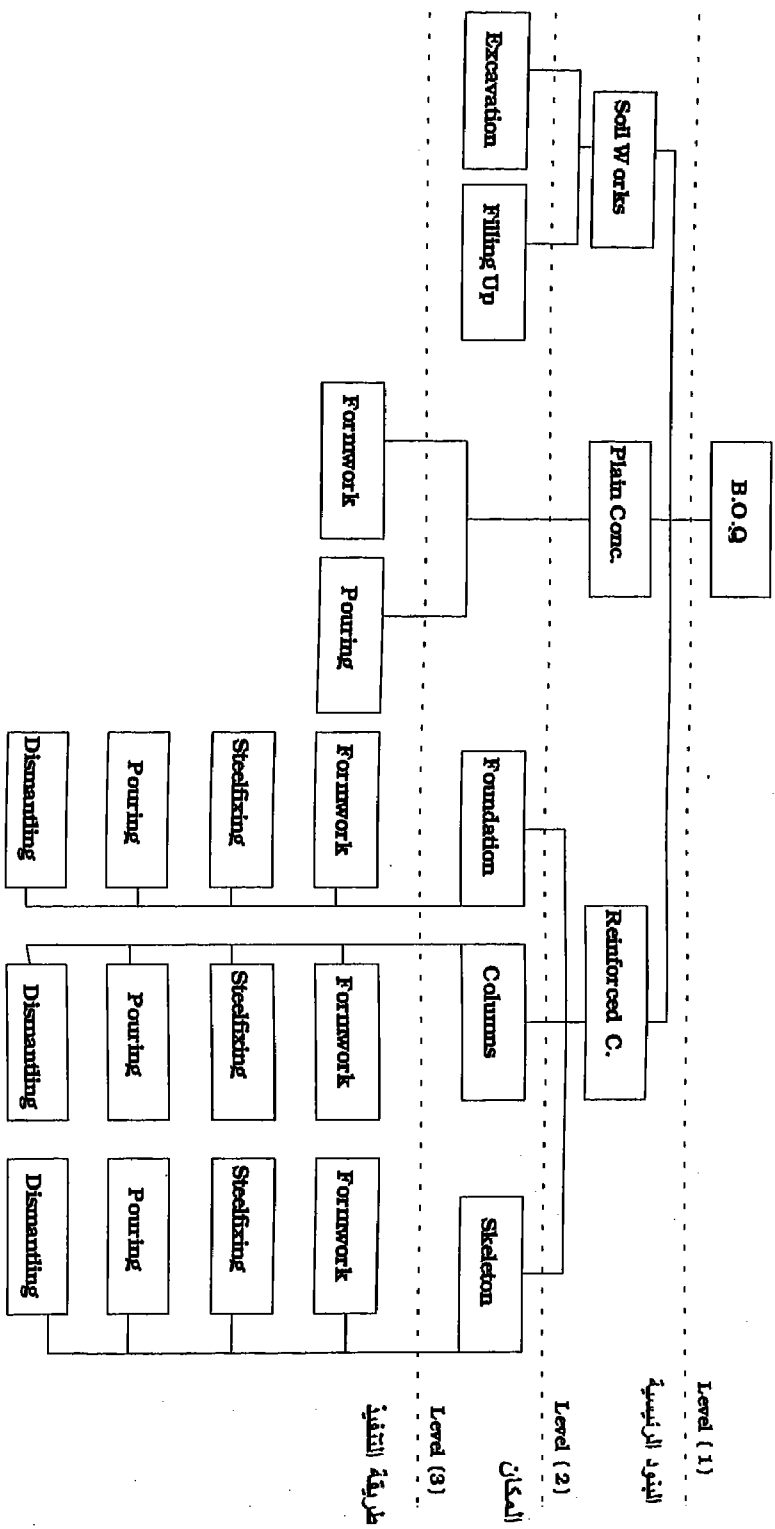 B.O.Q
Level (1)
البنود الرئيسية
Soil Works
Plain Conc.
Reinforced C.
Level (2)
المكان
Excavation
Filling Up
Foundation
Columns
Skeleton
Level (3)
طريقة التنفيذ
Formwork
Pouring
Formwork
Formwork
Formwork
Steelfixing
Steelfixing
Steelfixing
Pouring
Pouring
Pouring
Dismantling
Dismantling
Dismantling